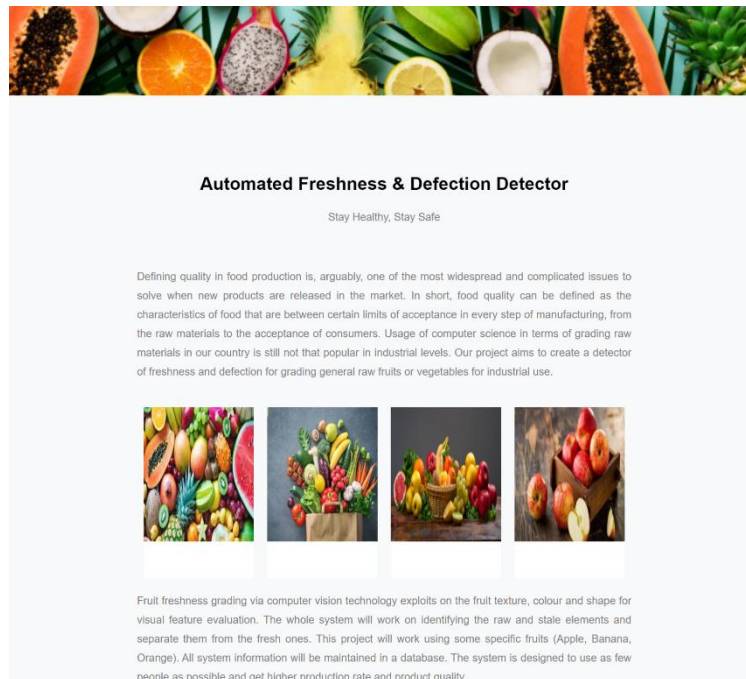 Automated Freshness & Defection Detector
Stay Healthy, Stay Safe
Defining quality in food production is, arguably, one of the most widespread and complicated issues to
solve when new products are released in the market. In short, food quality can be defined as the
characteristics of food that are between certain limits of acceptance in every step of manufacturing, from
the raw materials to the acceptance of consumers. Usage of computer science in terms of grading raw
materials in our country is still not that popular in industrial levels. Our project aims to create a detector
of freshness and defection for grading general raw fruits or vegetables for industrial use.
Fruit freshness grading via computer vision technology exploits on the fruit texture, colour and shape for
visual feature evaluation. The whole system will work on identifying the raw and stale elements and
separate them from the fresh ones. This project will work using some specific fruits (Apple, Banana,
Orange). All system information will be maintained in a database. The system is designed to use as few
people as possible and get higher production rate and product quality.